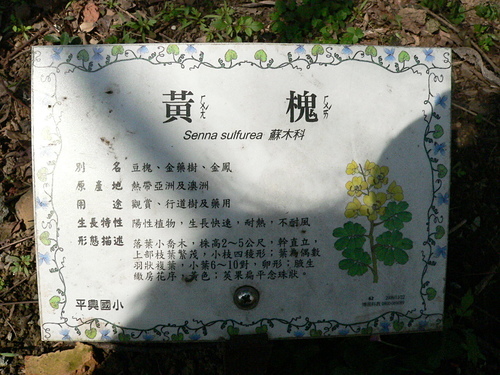 黃 ㄏㄨㄤˊ 槐 ㄏㄨㄞˊ
Senna sulfurea 蘇木科
別名 豆槐、金藥樹、金鳳
原產地 熱帶亞洲及澳洲
用途 觀賞、行道樹及藥用
生長特性 陽性植物，生長快速，耐熱，不耐風
形態描述 落葉小喬木，株高2~5公尺，幹直立，
上部枝葉繁茂，小枝四稜形；葉為偶數
羽狀複葉，小葉6~10對，卵形；腋生
繖房花序，黃色；莢果扁平念珠狀。
平興國小